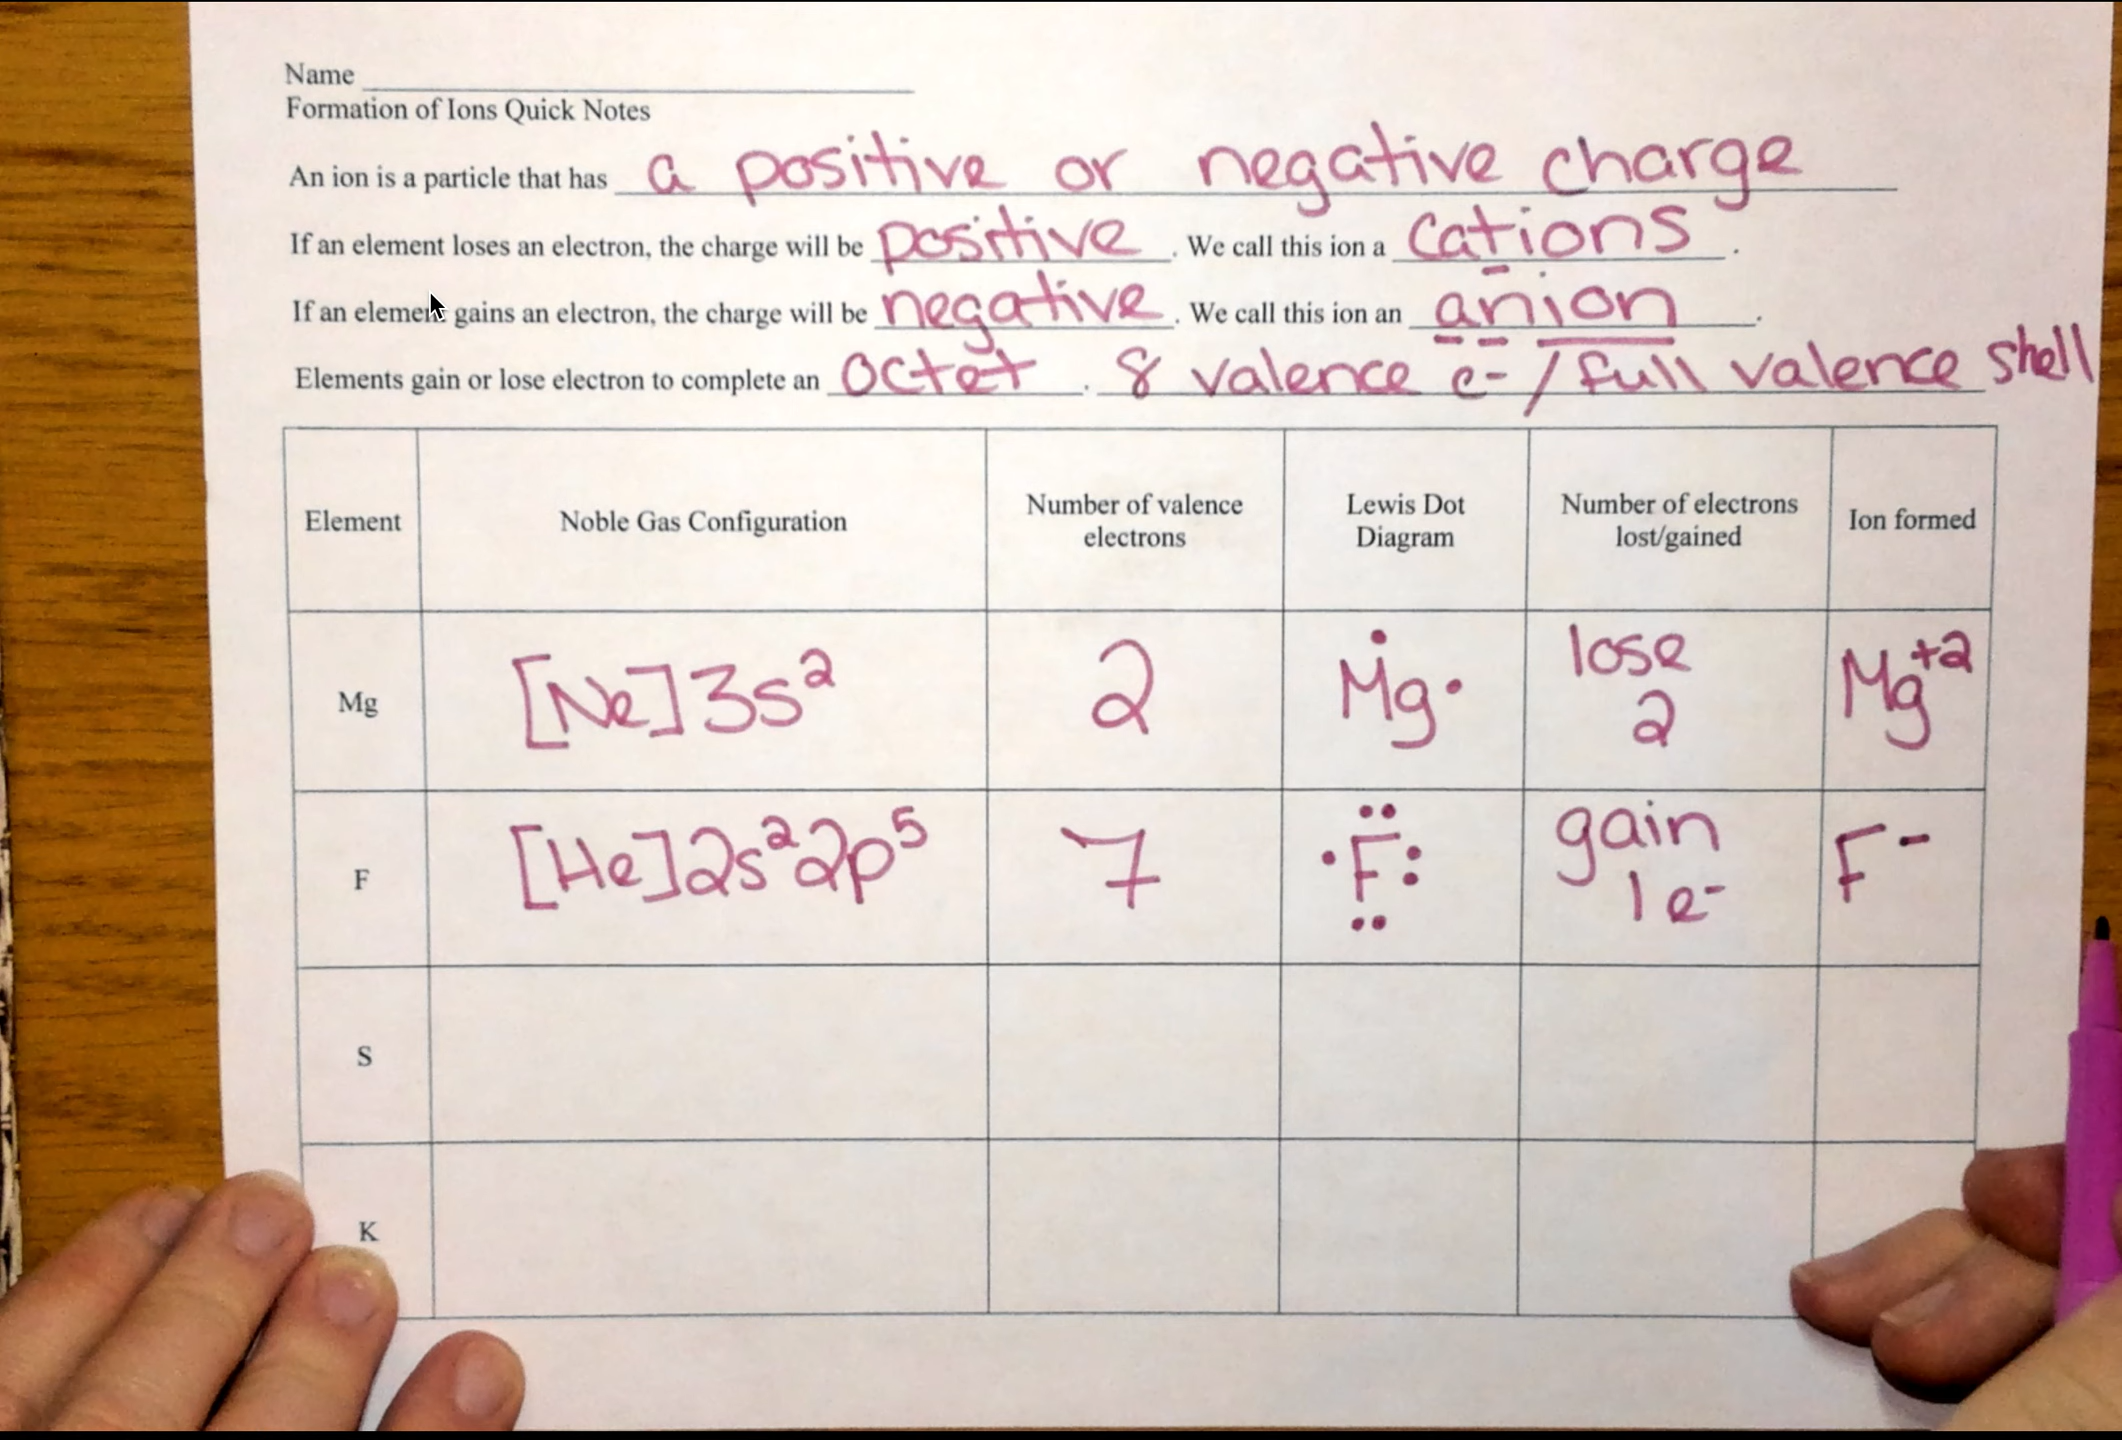 Name
Formation of Ions Quick Notes
An ion is a particle that has a positive or negative charge
If an element loses an electron, the charge will be positive. We call this ion a cations.
If an element gains an electron, the charge will be negative. We call this ion an anion.
Elements gain or lose electron to complete an octet. 8 valence e- / full valence shell
Element Noble Gas Configuration Number of valence electrons Lewis Dot Diagram Number of electrons lost/gained Ion formed
Mg [Ne]3s² 2 Mg lose 2 Mg⁺²
F [He]2s²2p⁵ 7 F gain 1e⁻ F⁻
S
K